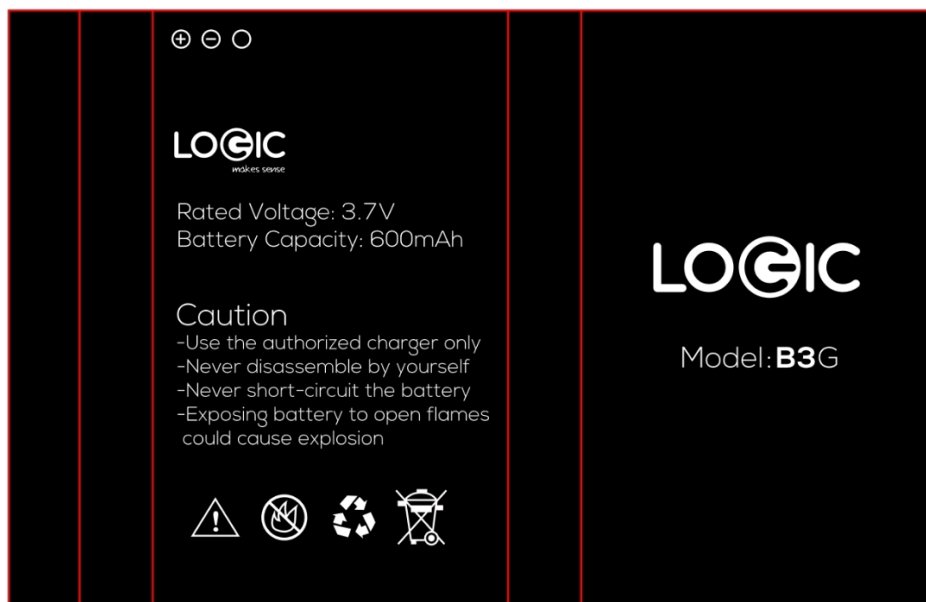 LOGIC
makes sense
Rated Voltage: 3.7V
Battery Capacity: 600mAh
Caution
-Use the authorized charger only
-Never disassemble by yourself
-Never short-circuit the battery
-Exposing battery to open flames
could cause explosion
LOGIC
Model:B3G